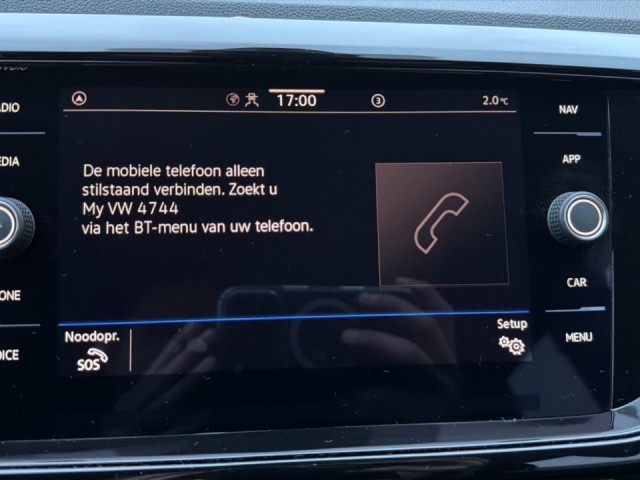 17:00
3
2.0°C
De mobiele telefoon alleen
stilstaand verbinden. Zoekt u
My VW 4744
via het BT-menu van uw telefoon.
Noodopr.
SOS
Setup
ADIO
EDIA
ONE
OICE
NAV
APP
CAR
MENU